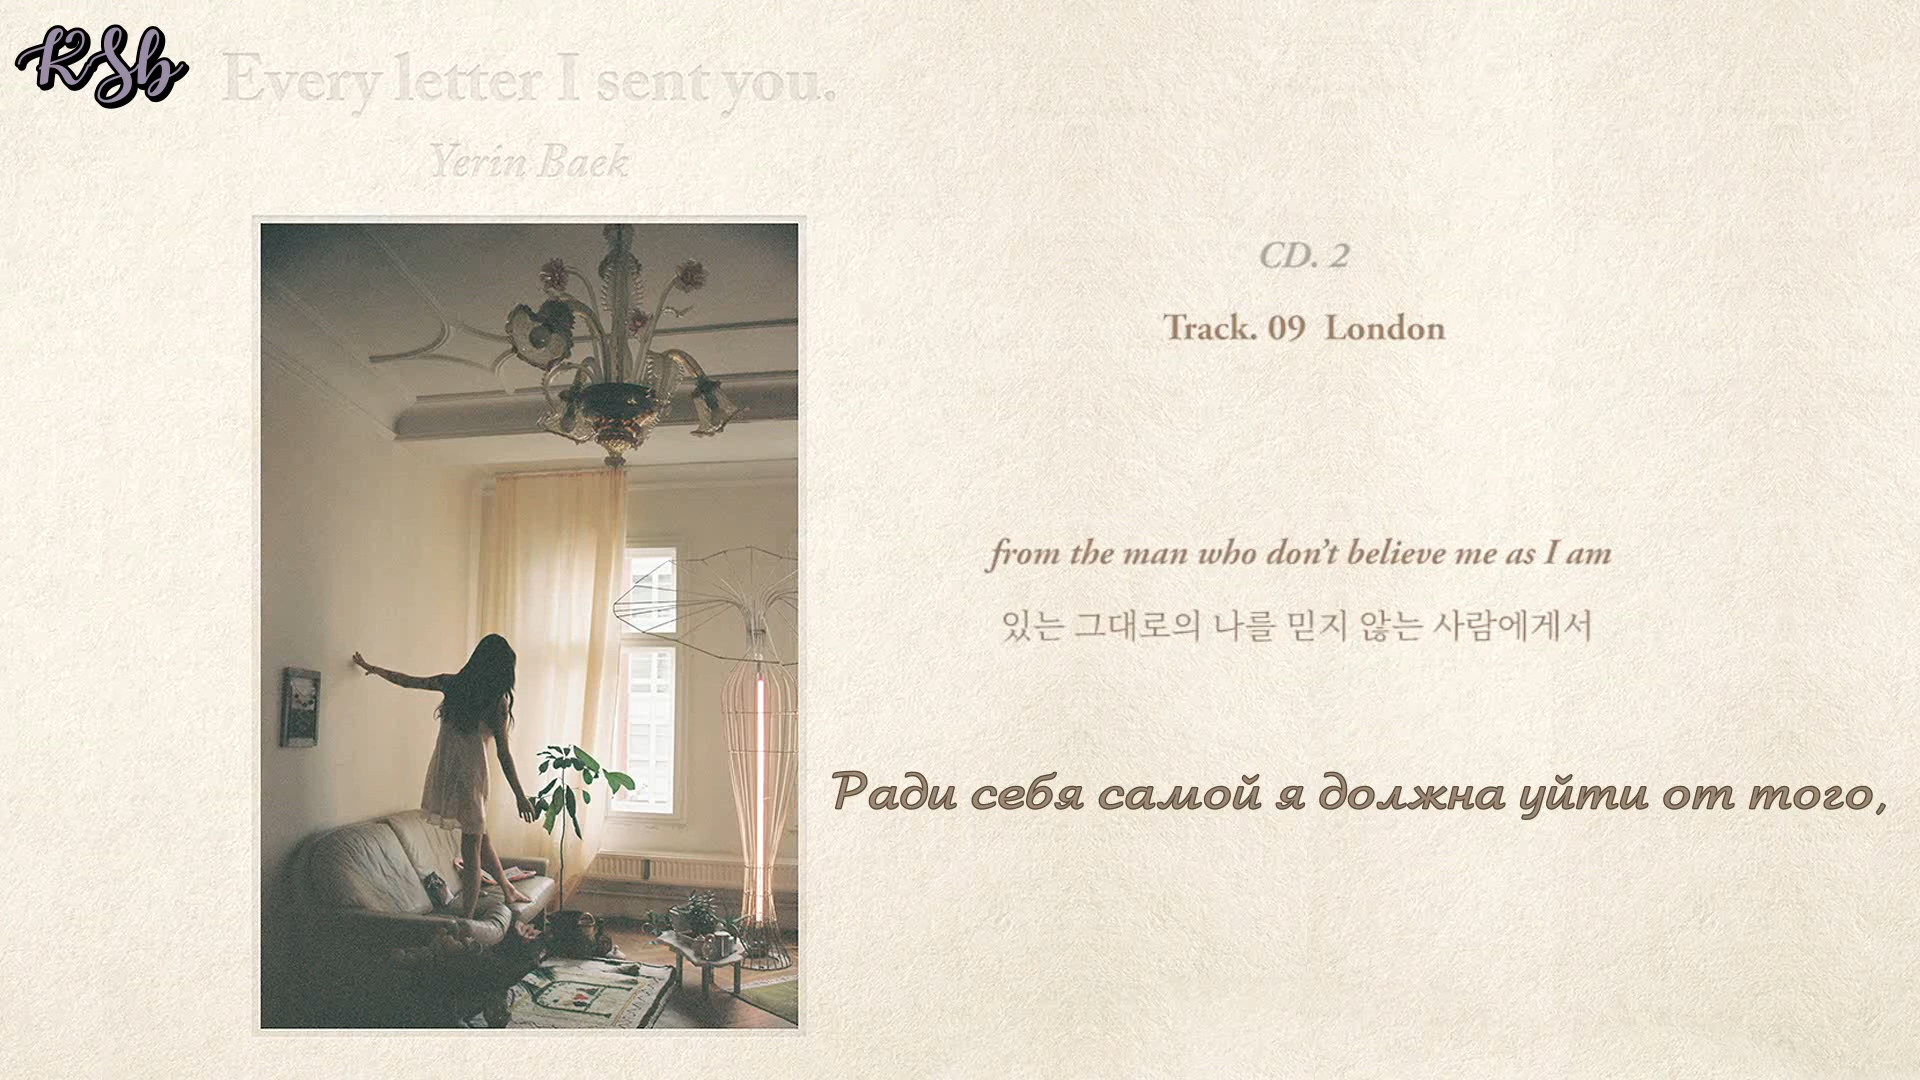 RSb
Every letter I sent you.
Yerin Baek
CD. 2
Track. 09 London
from the man who don't believe me as I am
있는 그대로의 나를 믿지 않는 사람에게서
Ради себя самой я должна уйти от того,